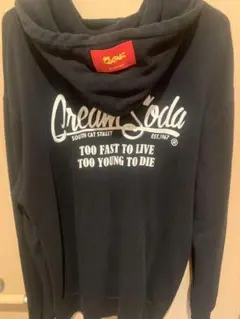 Cream Soda
SOUTH CAT STREET
EST. 1967
®
TOO FAST TO LIVE
TOO YOUNG TO DIE